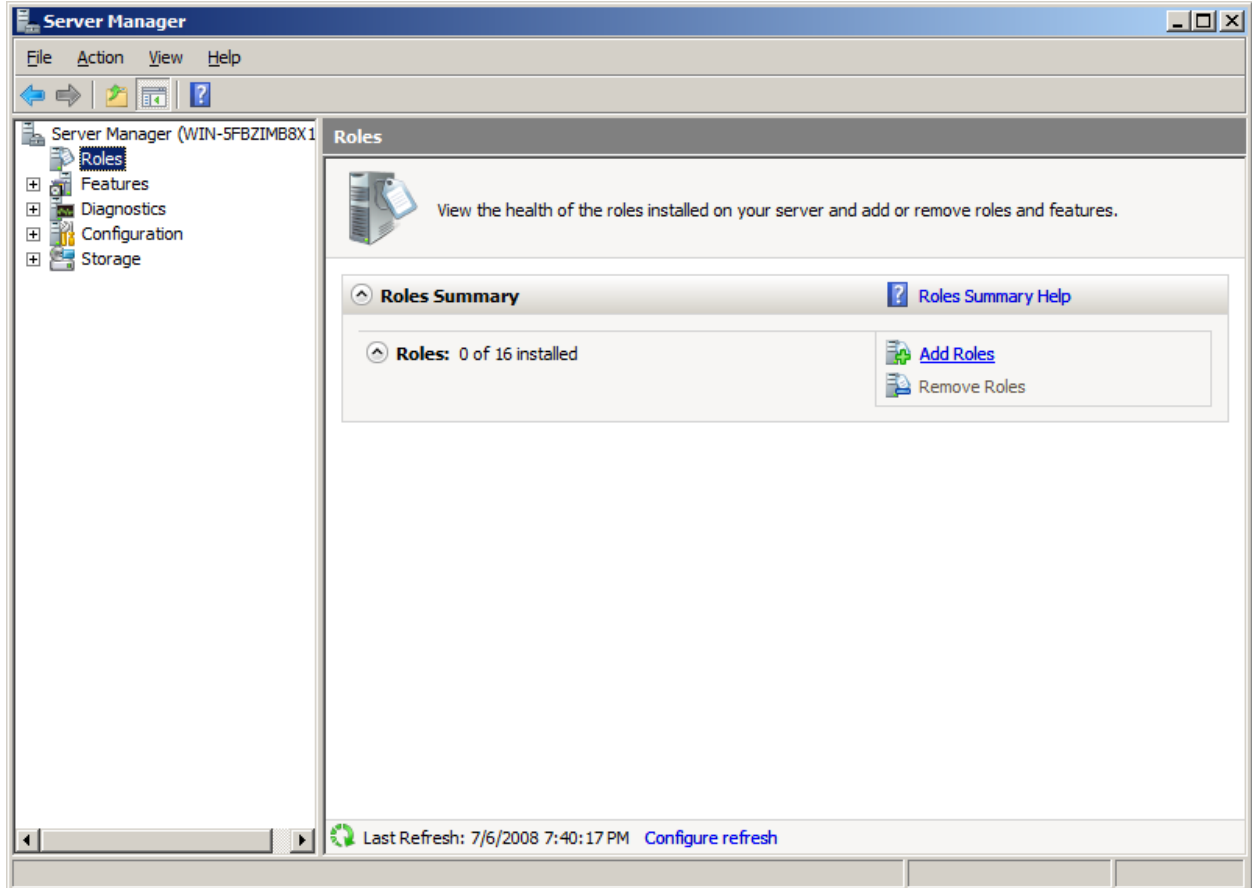 Server Manager
File Action View Help
Server Manager (WIN-5FBZIMB8X1
Roles
Features
Diagnostics
Configuration
Storage
Roles
View the health of the roles installed on your server and add or remove roles and features.
Roles Summary
Roles Summary Help
Roles: 0 of 16 installed
Add Roles
Remove Roles
Last Refresh: 7/6/2008 7:40:17 PM Configure refresh